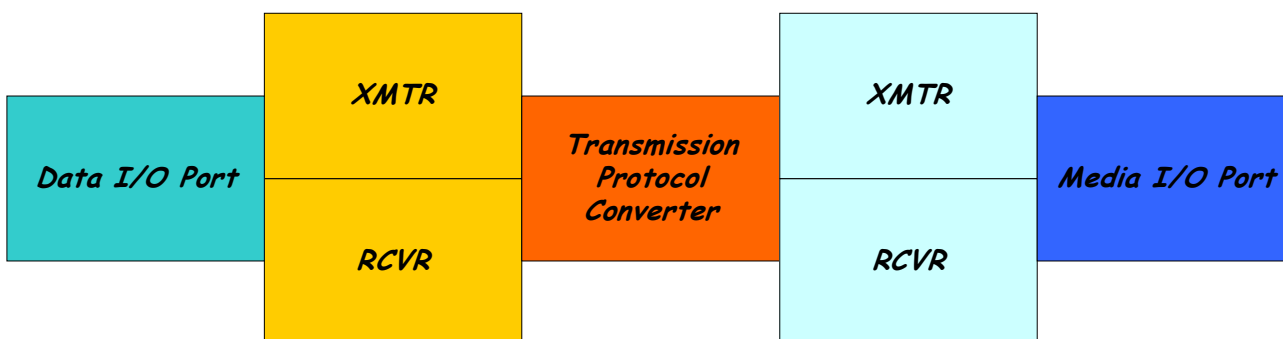 Data I/O Port
XMTR
RCVR
Transmission
Protocol
Converter
XMTR
RCVR
Media I/O Port